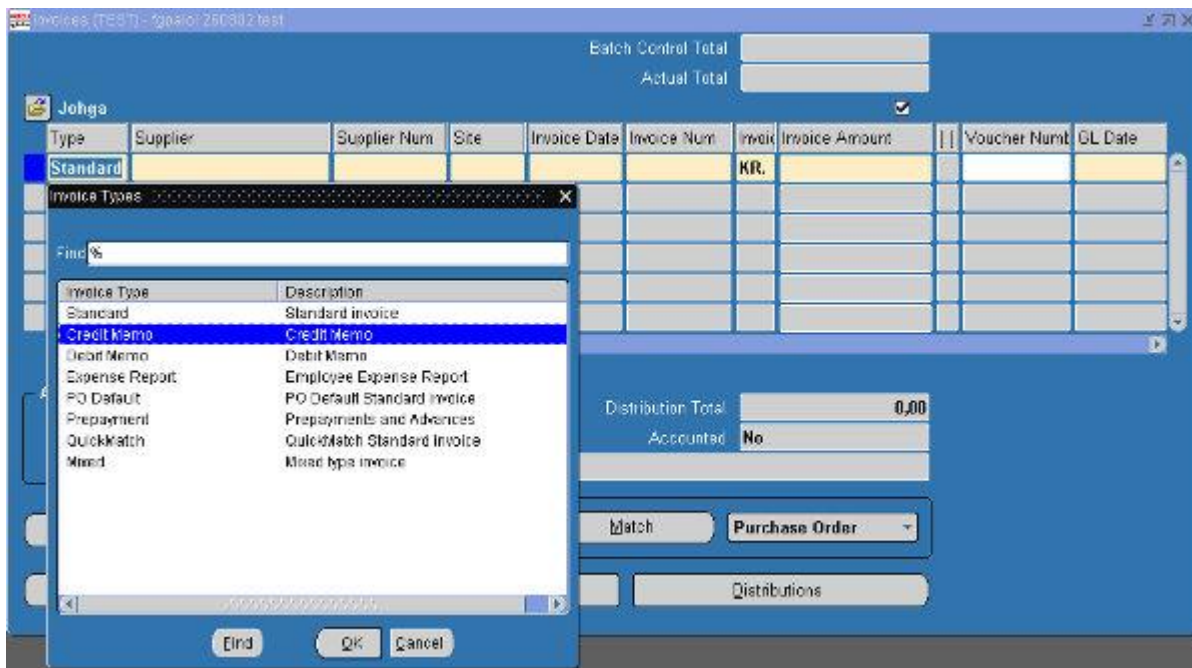 Invoices (TEST) - fgpalol 260802 test
Batch Control Total
Actual Total
Johga
Type Supplier Supplier Num Site Invoice Date Invoice Num Invoic Invoice Amount [ ] Voucher Numb GL Date
Standard KR.
Invoice Types
Find %
Invoice Type Description
Standard Standard invoice
Credit Memo Credit Memo
Debit Memo Debit Memo
Expense Report Employee Expense Report
PO Default PO Default Standard invoice
Prepayment Prepayments and Advances
QuickMatch QuickMatch Standard invoice
Mixed Mixed type invoice
Distribution Total 0,00
Accounted No
Match Purchase Order
Distributions
Find OK Cancel